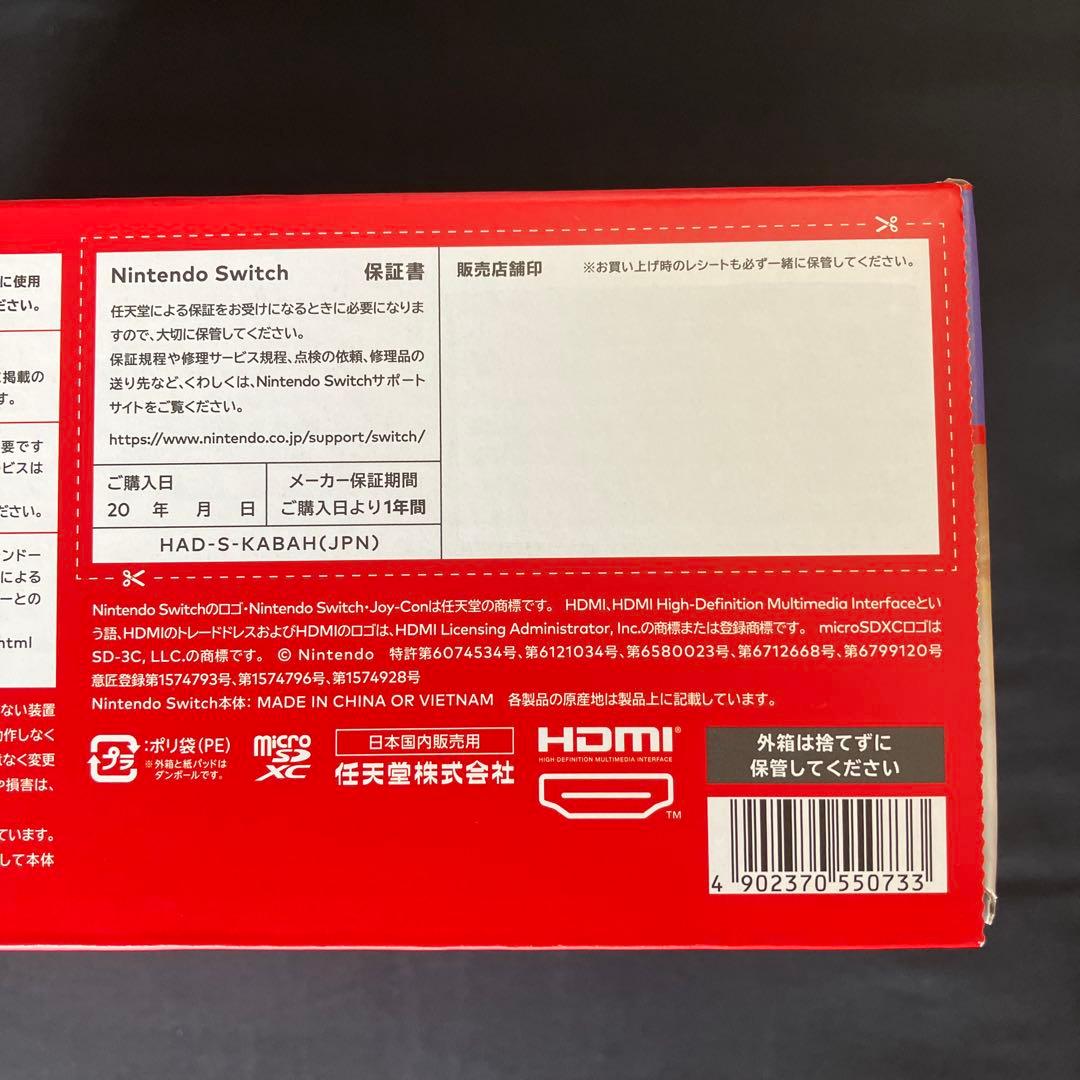 に使用
ださい。
掲載の
す。
要です
ビスは
ださい。
ンドー
による
ーとの
html
ない装置
動作しなく
なく変更
や損害は、
ています。
して本体
Nintendo Switch 保証書
任天堂による保証をお受けになるときに必要になりま
すので、大切に保管してください。
保証規程や修理サービス規程、点検の依頼、修理品の
送り先など、くわしくは、Nintendo Switchサポート
サイトをご覧ください。
https://www.nintendo.co.jp/support/switch/
ご購入日
20 年 月 日
メーカー保証期間
ご購入日より1年間
HAD-S-KABAH(JPN)
販売店舗印 ※お買い上げ時のレシートも必ず一緒に保管してください。
Nintendo Switchのロゴ・Nintendo Switch・Joy-Conは任天堂の商標です。 HDMI、HDMI High-Definition Multimedia Interfaceとい
う語、HDMIのトレードドレスおよびHDMIのロゴは、HDMI Licensing Administrator, Inc.の商標または登録商標です。 microSDXCロゴは
SD-3C, LLC.の商標です。 © Nintendo 特許第6074534号、第6121034号、第6580023号、第6712668号、第6799120号
意匠登録第1574793号、第1574796号、第1574928号
Nintendo Switch本体： MADE IN CHINA OR VIETNAM 各製品の原産地は製品上に記載しています。
プラ
:ポリ袋(PE)
※外箱と紙パッドは
ダンボールです。
micro
SD
XC
日本国内販売用
任天堂株式会社
HDMI®
HIGH DEFINITION MULTIMEDIA INTERFACE
TM
外箱は捨てずに
保管してください
4 902370 550733